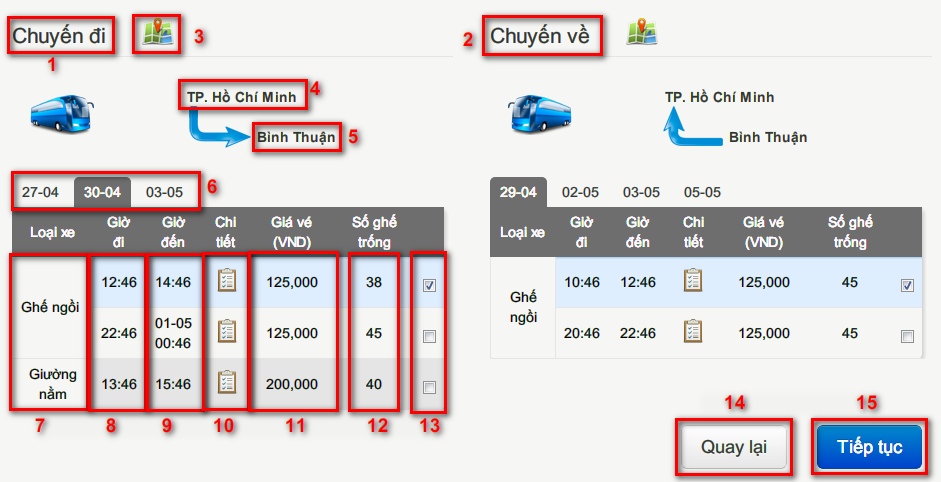 Chuyến đi
3
1
TP. Hồ Chí Minh
4
Bình Thuận
5
27-04 30-04 03-05
6
Loại xe Giờ đi Giờ đến Chi tiết Giá vé (VND) Số ghế trống
Ghế ngồi
12:46 14:46 125,000 38
22:46 01-05 00:46 125,000 45
Giường nằm 13:46 15:46 200,000 40
7 8 9 10 11 12 13
2
Chuyến về
TP. Hồ Chí Minh
Bình Thuận
29-04 02-05 03-05 05-05
Loại xe Giờ đi Giờ đến Chi tiết Giá vé (VND) Số ghế trống
Ghế ngồi
10:46 12:46 125,000 45
20:46 22:46 125,000 45
14 15
Quay lại Tiếp tục